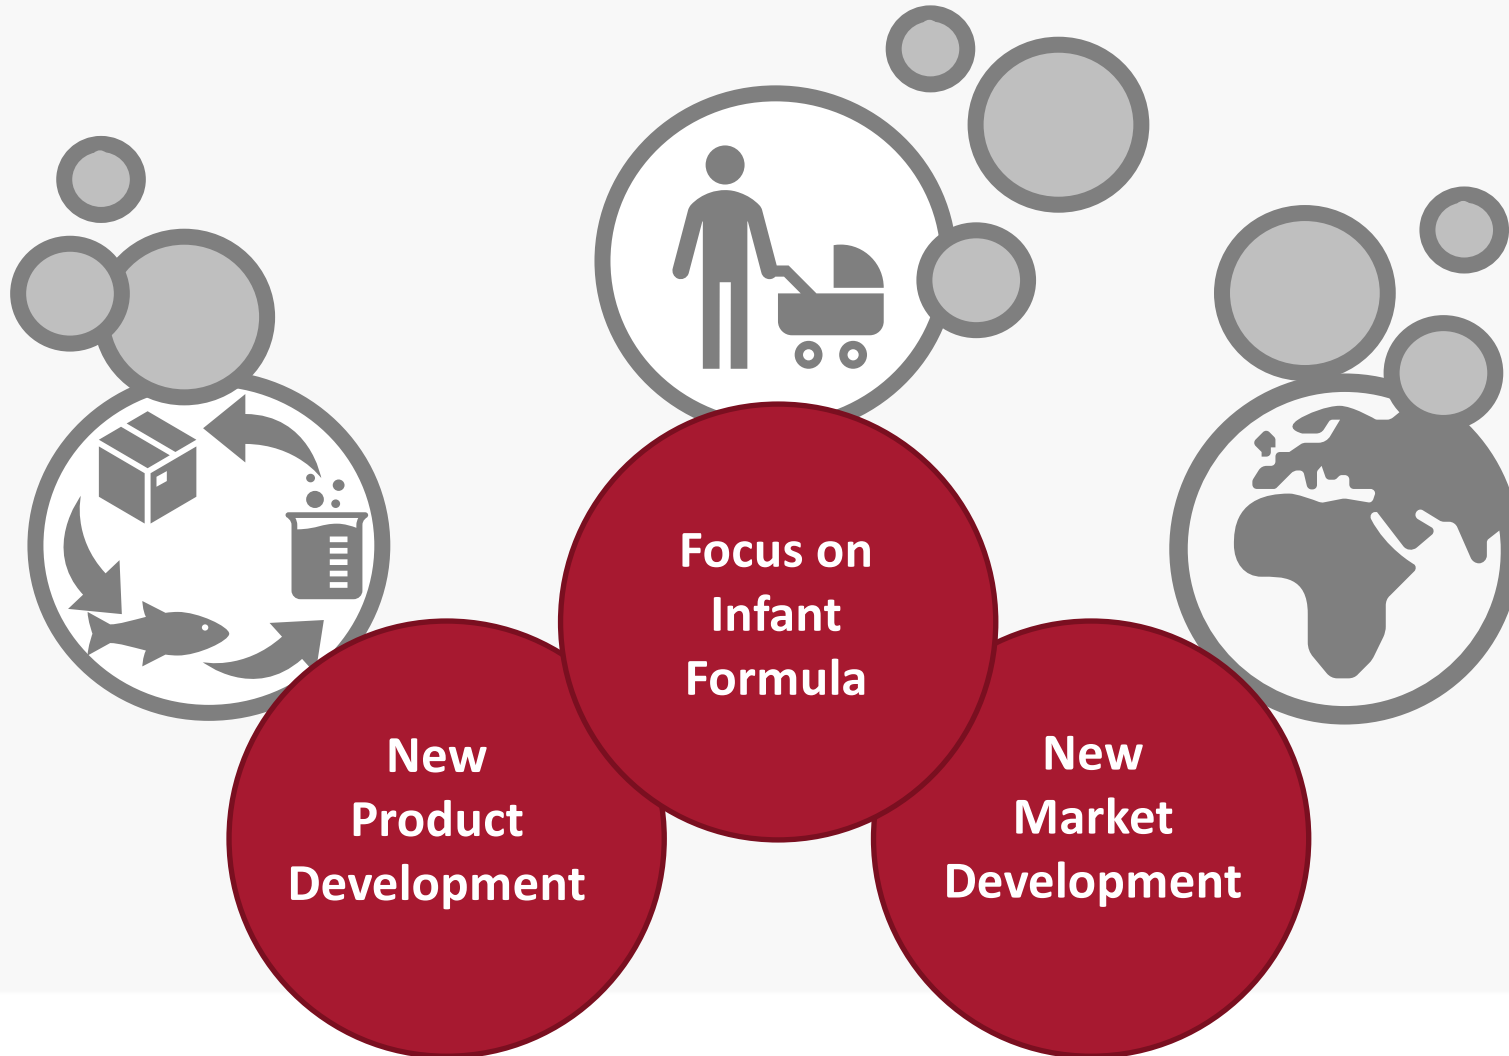 Focus on
Infant
Formula
New
Product
Development
New
Market
Development